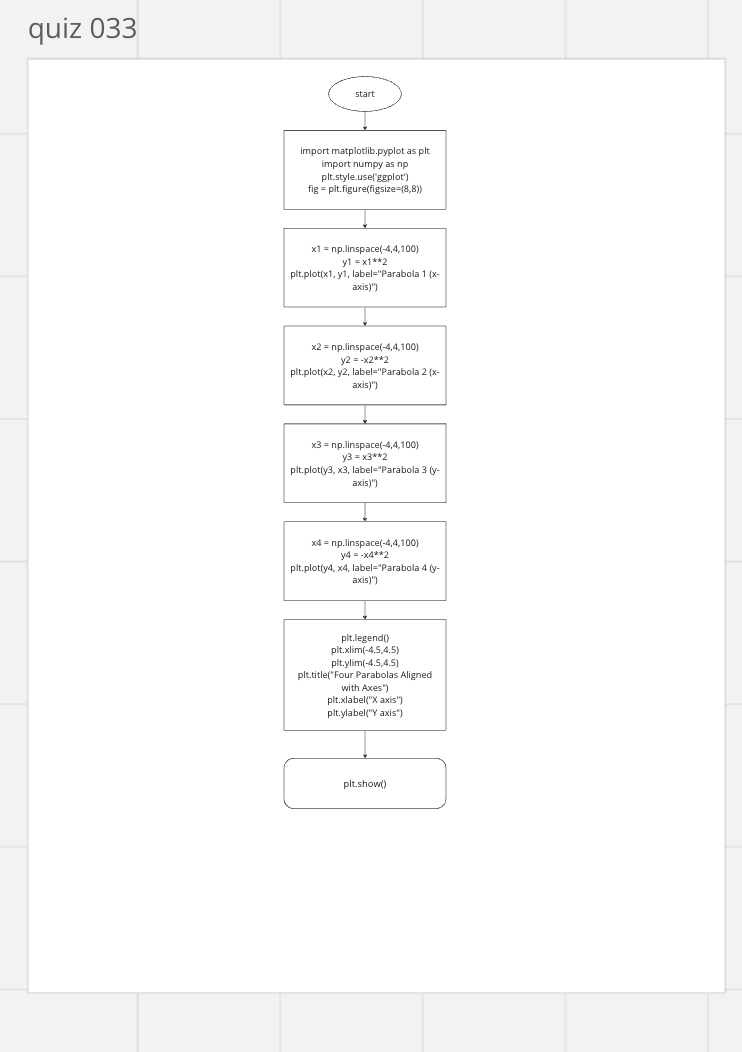 quiz 033
start
import matplotlib.pyplot as plt
import numpy as np
plt.style.use('ggplot')
fig = plt.figure(figsize=(8,8))
x1 = np.linspace(-4,4,100)
y1 = x1**2
plt.plot(x1, y1, label="Parabola 1 (x-
axis)")
x2 = np.linspace(-4,4,100)
y2 = -x2**2
plt.plot(x2, y2, label="Parabola 2 (x-
axis)")
x3 = np.linspace(-4,4,100)
y3 = x3**2
plt.plot(y3, x3, label="Parabola 3 (y-
axis)")
x4 = np.linspace(-4,4,100)
y4 = -x4**2
plt.plot(y4, x4, label="Parabola 4 (y-
axis)")
plt.legend()
plt.xlim(-4.5,4.5)
plt.ylim(-4.5,4.5)
plt.title("Four Parabolas Aligned
with Axes")
plt.xlabel("X axis")
plt.ylabel("Y axis")
plt.show()